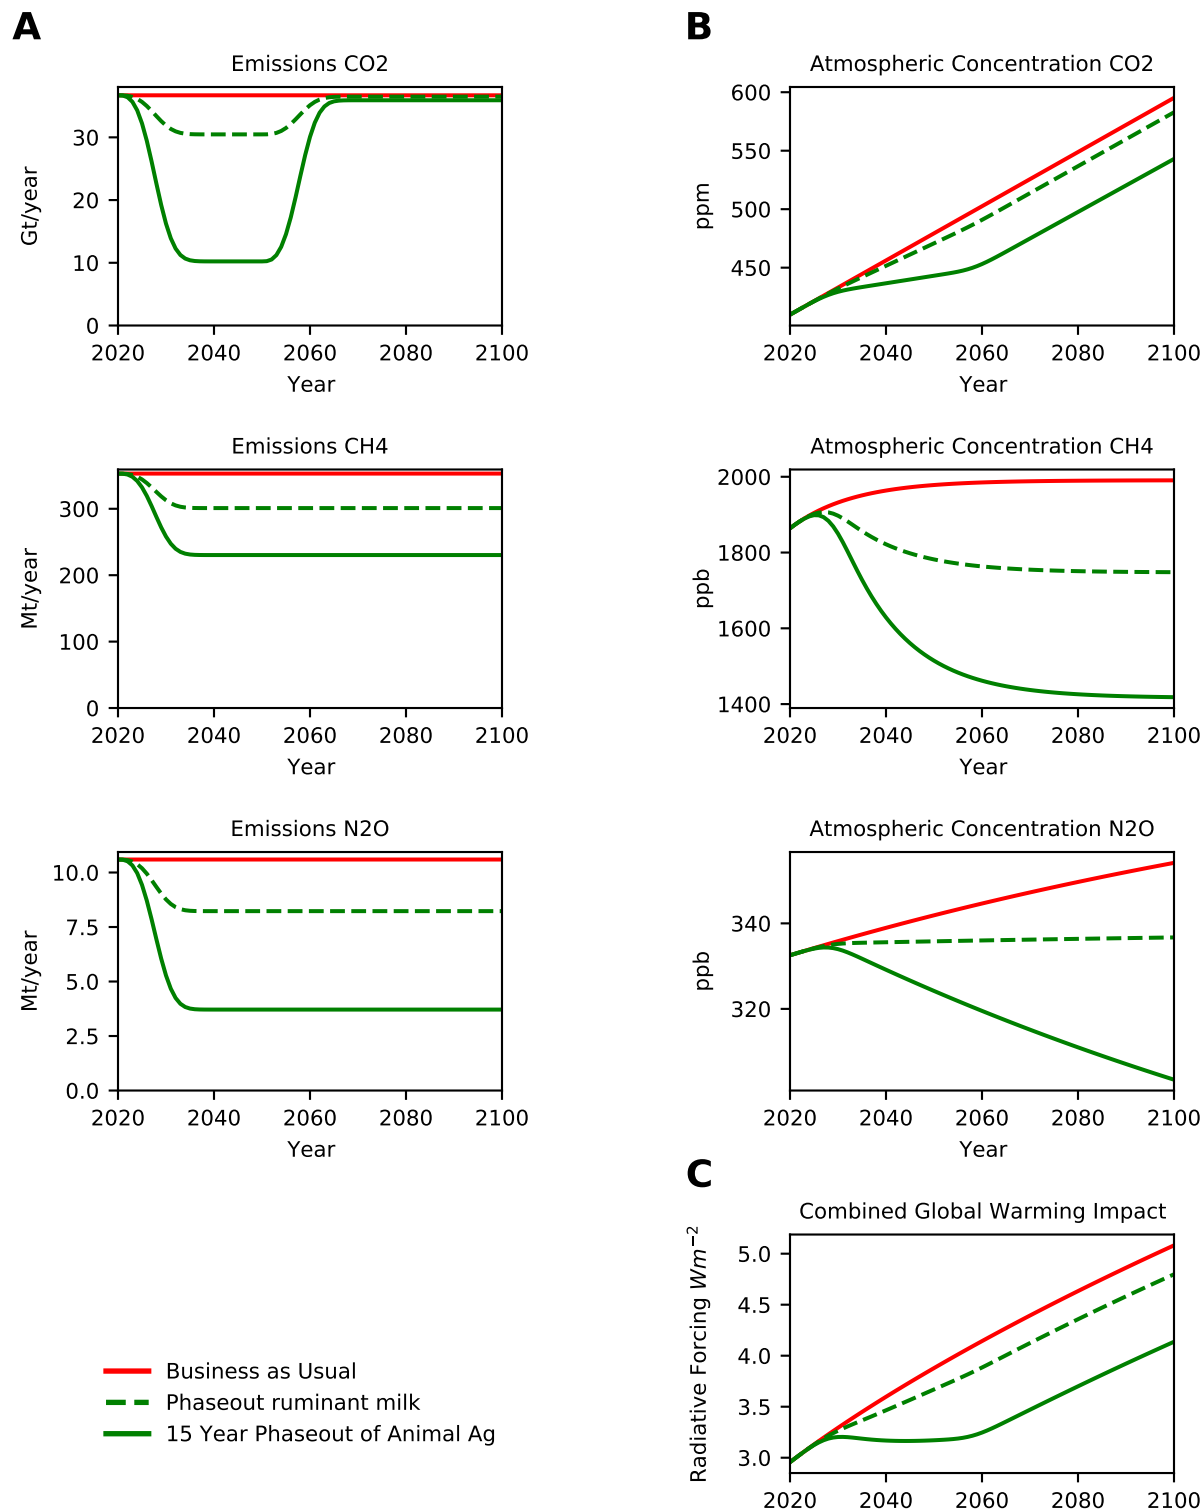 A
B
Emissions CO2
Gt/year
30
20
10
0
2020 2040 2060 2080 2100
Year
Atmospheric Concentration CO2
ppm
600
550
500
450
2020 2040 2060 2080 2100
Year
Emissions CH4
Mt/year
300
200
100
0
2020 2040 2060 2080 2100
Year
Atmospheric Concentration CH4
ppb
2000
1800
1600
1400
2020 2040 2060 2080 2100
Year
Emissions N2O
Mt/year
10.0
7.5
5.0
2.5
0.0
2020 2040 2060 2080 2100
Year
Atmospheric Concentration N2O
ppb
340
320
2020 2040 2060 2080 2100
Year
C
Combined Global Warming Impact
Radiative Forcing Wm⁻²
5.0
4.5
4.0
3.5
3.0
2020 2040 2060 2080 2100
Business as Usual
Phaseout ruminant milk
15 Year Phaseout of Animal Ag